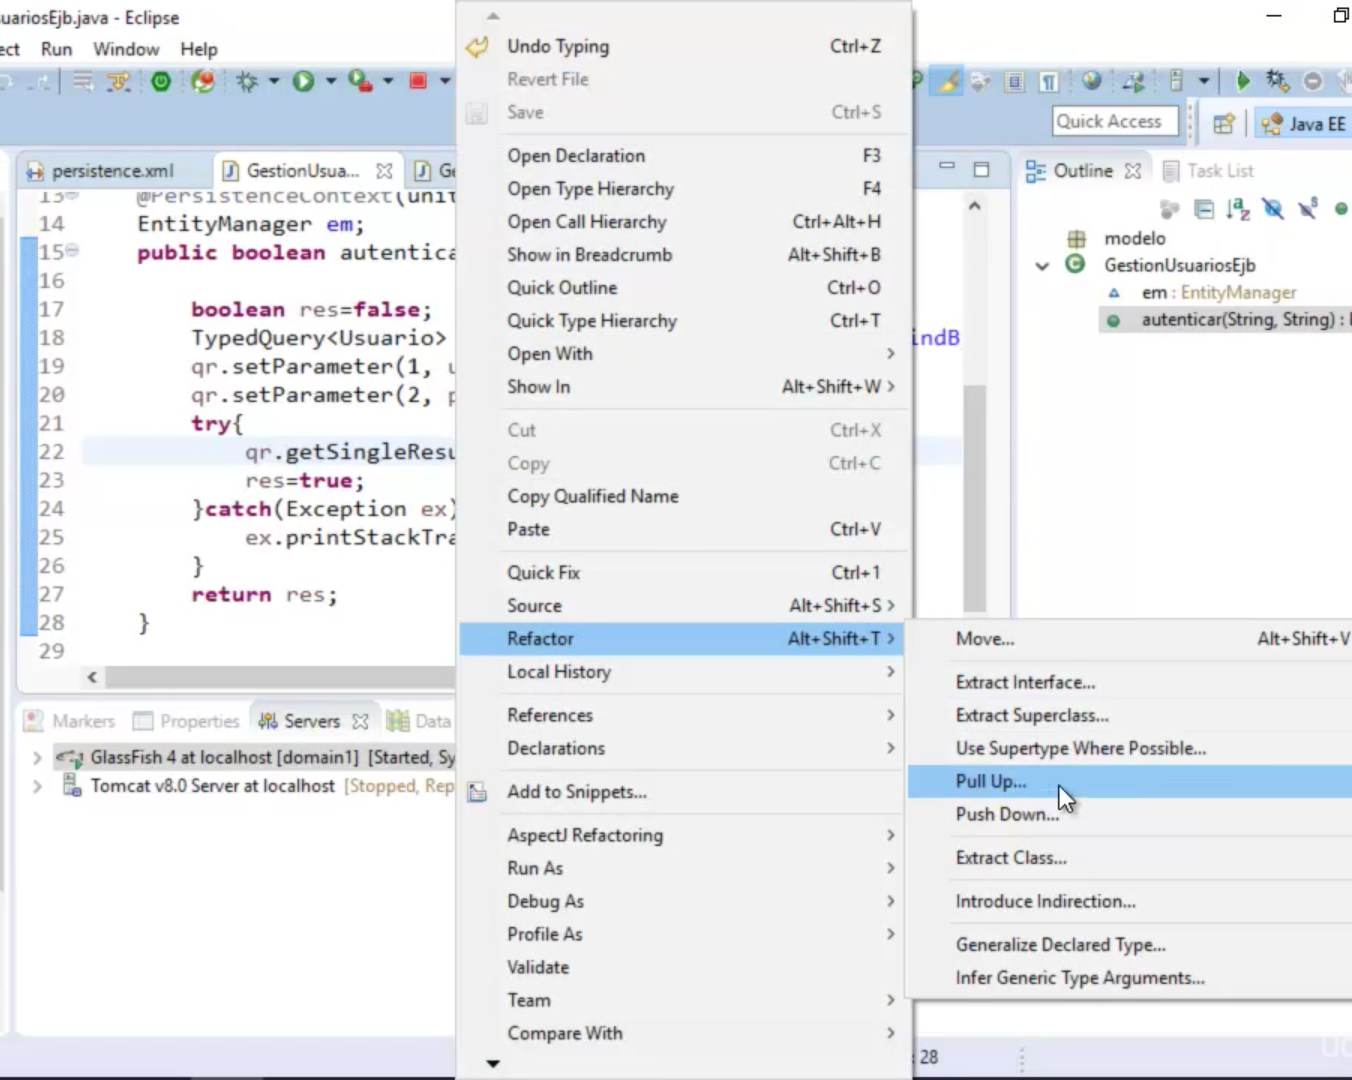 uariosEjb.java - Eclipse
ect Run Window Help
Quick Access
Java EE
persistence.xml
GestionUsua...
Ge
13 @PersistenceContext(unit
14 EntityManager em;
15 public boolean autentica
16
17 boolean res=false;
18 TypedQuery<Usuario> indB
19 qr.setParameter(1, u
20 qr.setParameter(2, p
21 try{
22 qr.getSingleResu
23 res=true;
24 }catch(Exception ex)
25 ex.printStackTra
26 }
27 return res;
28 }
29
Markers Properties Servers Data
GlassFish 4 at localhost [domain1] [Started, Sy
Tomcat v8.0 Server at localhost [Stopped, Rep
Undo Typing Ctrl+Z
Revert File
Save Ctrl+S
Open Declaration F3
Open Type Hierarchy F4
Open Call Hierarchy Ctrl+Alt+H
Show in Breadcrumb Alt+Shift+B
Quick Outline Ctrl+O
Quick Type Hierarchy Ctrl+T
Open With
Show In Alt+Shift+W
Cut Ctrl+X
Copy Ctrl+C
Copy Qualified Name
Paste Ctrl+V
Quick Fix Ctrl+1
Source Alt+Shift+S
Refactor Alt+Shift+T
Local History
References
Declarations
Add to Snippets...
AspectJ Refactoring
Run As
Debug As
Profile As
Validate
Team
Compare With
Move... Alt+Shift+V
Extract Interface...
Extract Superclass...
Use Supertype Where Possible...
Pull Up...
Push Down...
Extract Class...
Introduce Indirection...
Generalize Declared Type...
Infer Generic Type Arguments...
Outline Task List
modelo
GestionUsuariosEjb
em : EntityManager
autenticar(String, String) :
: 28